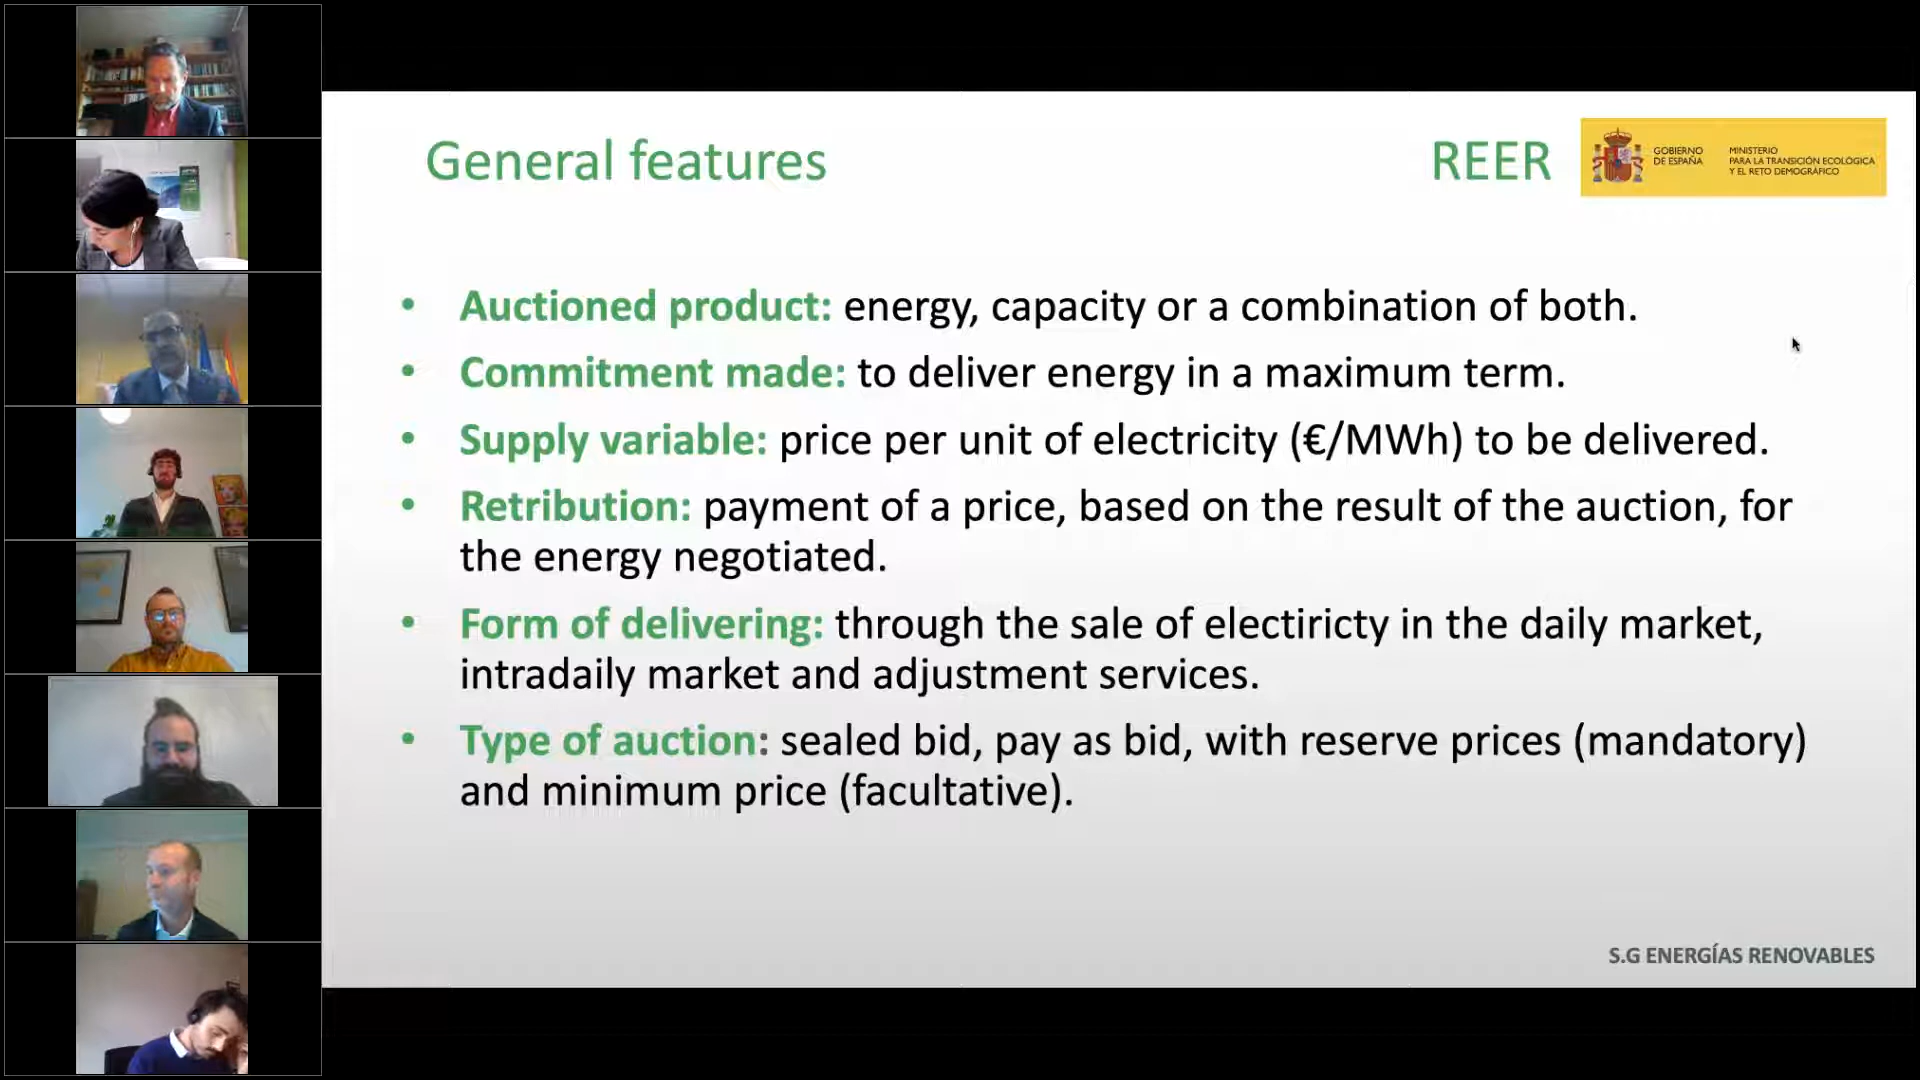 General features
REER
GOBIERNO
DE ESPAÑA
MINISTERIO
PARA LA TRANSICIÓN ECOLÓGICA
Y EL RETO DEMOGRÁFICO
• Auctioned product: energy, capacity or a combination of both.
• Commitment made: to deliver energy in a maximum term.
• Supply variable: price per unit of electricity (€/MWh) to be delivered.
• Retribution: payment of a price, based on the result of the auction, for
the energy negotiated.
• Form of delivering: through the sale of electiricty in the daily market,
intradaily market and adjustment services.
• Type of auction: sealed bid, pay as bid, with reserve prices (mandatory)
and minimum price (facultative).
S.G ENERGÍAS RENOVABLES